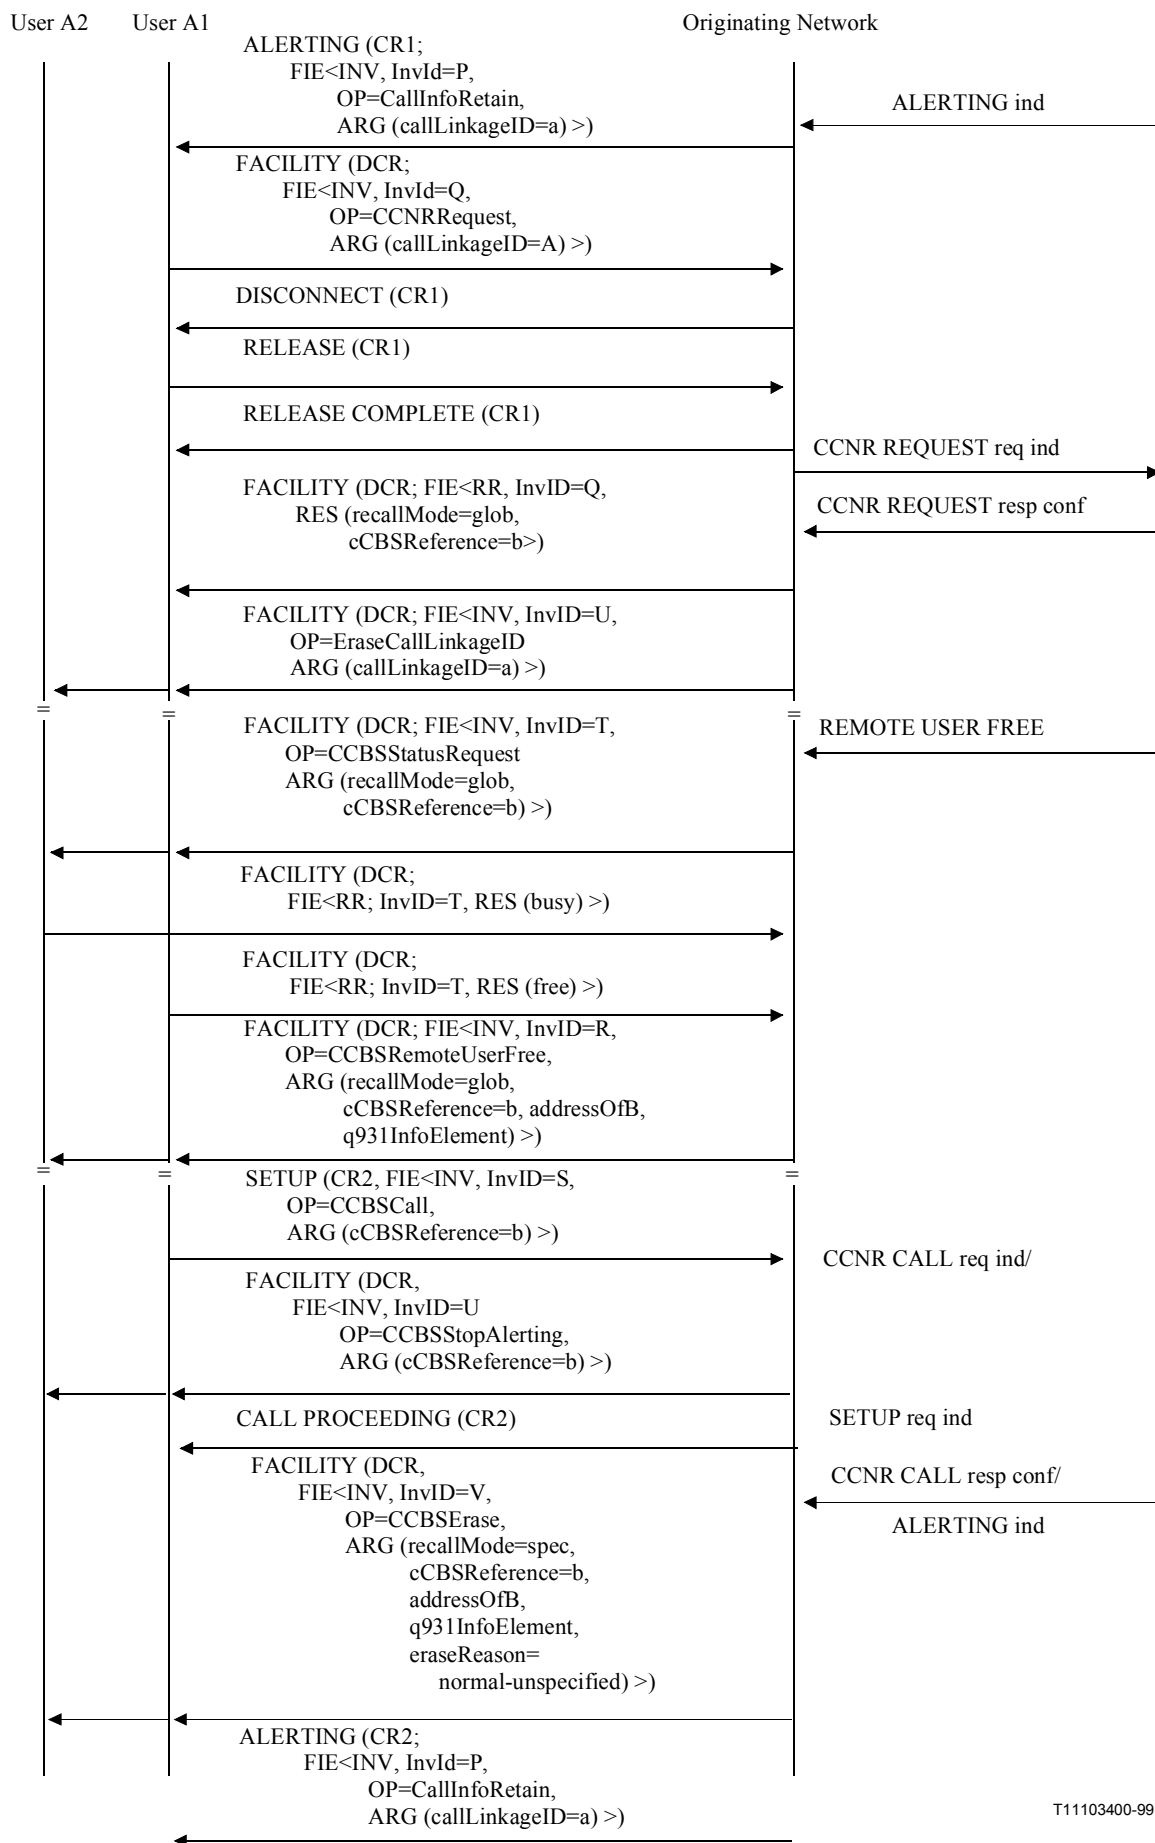 User A2 User A1 Originating Network
ALERTING (CR1;
FIE<INV, InvId=P,
OP=CallInfoRetain,
ARG (callLinkageID=a) >)
ALERTING ind
FACILITY (DCR;
FIE<INV, InvId=Q,
OP=CCNRRequest,
ARG (callLinkageID=A) >)
DISCONNECT (CR1)
RELEASE (CR1)
RELEASE COMPLETE (CR1)
CCNR REQUEST req ind
FACILITY (DCR; FIE<RR, InvID=Q,
RES (recallMode=glob,
cCBSReference=b>)
CCNR REQUEST resp conf
FACILITY (DCR; FIE<INV, InvID=U,
OP=EraseCallLinkageID
ARG (callLinkageID=a) >)
= = =
FACILITY (DCR; FIE<INV, InvID=T,
OP=CCBSStatusRequest
ARG (recallMode=glob,
cCBSReference=b) >)
REMOTE USER FREE
FACILITY (DCR;
FIE<RR; InvID=T, RES (busy) >)
FACILITY (DCR;
FIE<RR; InvID=T, RES (free) >)
FACILITY (DCR; FIE<INV, InvID=R,
OP=CCBSRemoteUserFree,
ARG (recallMode=glob,
cCBSReference=b, addressOfB,
q931InfoElement) >)
= = =
SETUP (CR2, FIE<INV, InvID=S,
OP=CCBSCall,
ARG (cCBSReference=b) >)
CCNR CALL req ind/
FACILITY (DCR,
FIE<INV, InvID=U
OP=CCBSStopAlerting,
ARG (cCBSReference=b) >)
CALL PROCEEDING (CR2)
SETUP req ind
FACILITY (DCR,
FIE<INV, InvID=V,
OP=CCBSErase,
ARG (recallMode=spec,
cCBSReference=b,
addressOfB,
q931InfoElement,
eraseReason=
normal-unspecified) >)
CCNR CALL resp conf/
ALERTING ind
ALERTING (CR2;
FIE<INV, InvId=P,
OP=CallInfoRetain,
ARG (callLinkageID=a) >)
T11103400-99